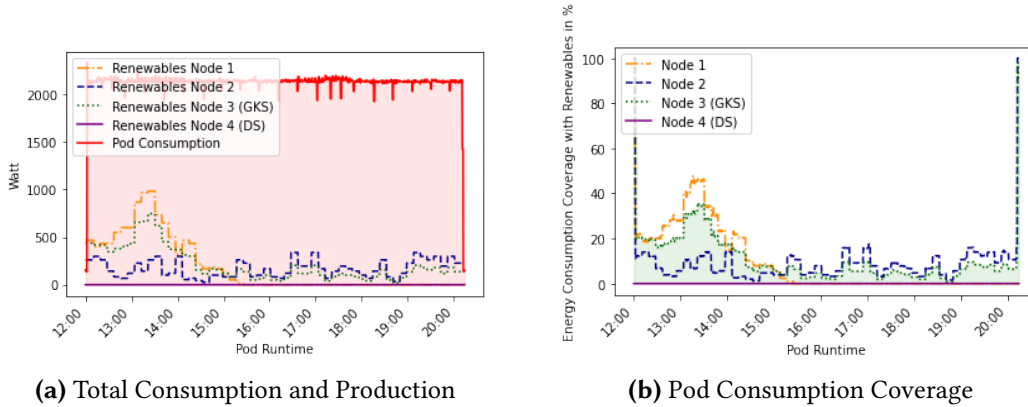 2000
1500
1000
500
0
Watt
Renewables Node 1
Renewables Node 2
Renewables Node 3 (GKS)
Renewables Node 4 (DS)
Pod Consumption
12:00
13:00
14:00
15:00
16:00
17:00
18:00
19:00
20:00
Pod Runtime
(a) Total Consumption and Production
Energy Consumption Coverage with Renewables in %
100
80
60
40
20
0
Node 1
Node 2
Node 3 (GKS)
Node 4 (DS)
12:00
13:00
14:00
15:00
16:00
17:00
18:00
19:00
20:00
Pod Runtime
(b) Pod Consumption Coverage